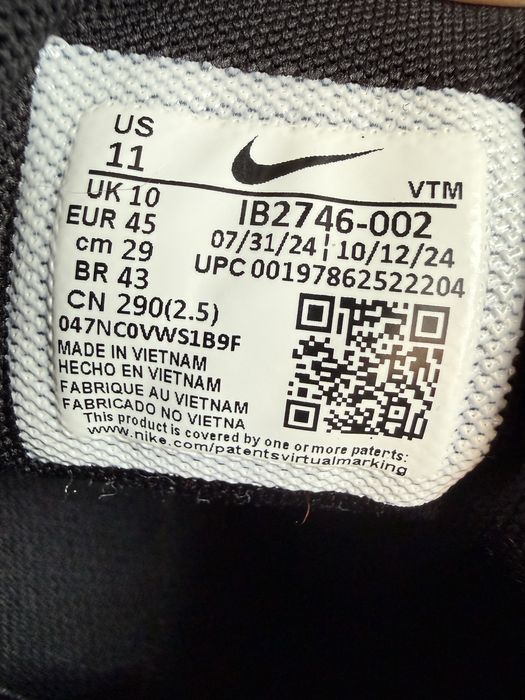 US
11
VTM
UK 10
EUR 45
cm 29
BR 43
CN 290(2.5)
IB2746-002
07/31/24 ¦ 10/12/24
UPC 00197862522204
047NC0VWS1B9F
MADE IN VIETNAM
HECHO EN VIETNAM
FABRIQUE AU VIETNAM
FABRICADO NO VIETNA
This product is covered by one or more patents:
www.nike.com/patentsvirtualmarking